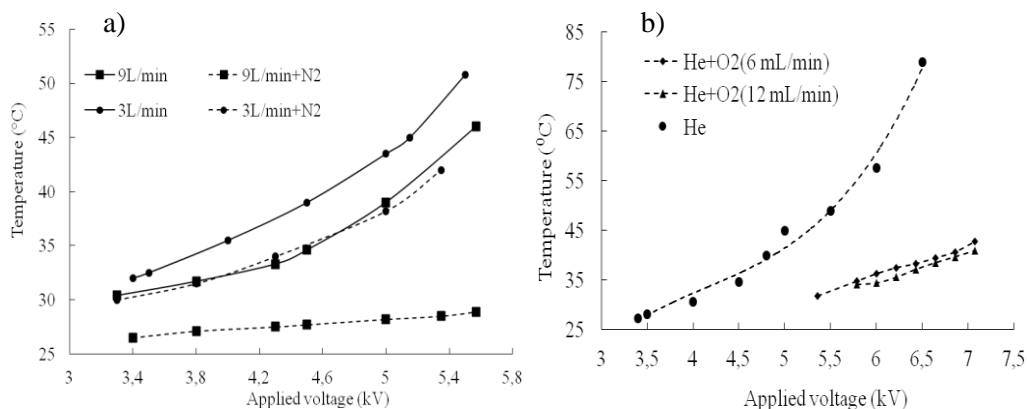 a)
55
50
45
40
35
30
25
Temperature (°C)
9L/min
9L/min+N2
3L/min
3L/min+N2
3
3,4
3,8
4,2
4,6
5
5,4
5,8
Applied voltage (kV)
b)
85
75
65
55
45
35
25
Temperature (⁰C)
He+O2(6 mL/min)
He+O2(12 mL/min)
He
3
3,5
4
4,5
5
5,5
6
6,5
7
7,5
Applied voltage (kV)